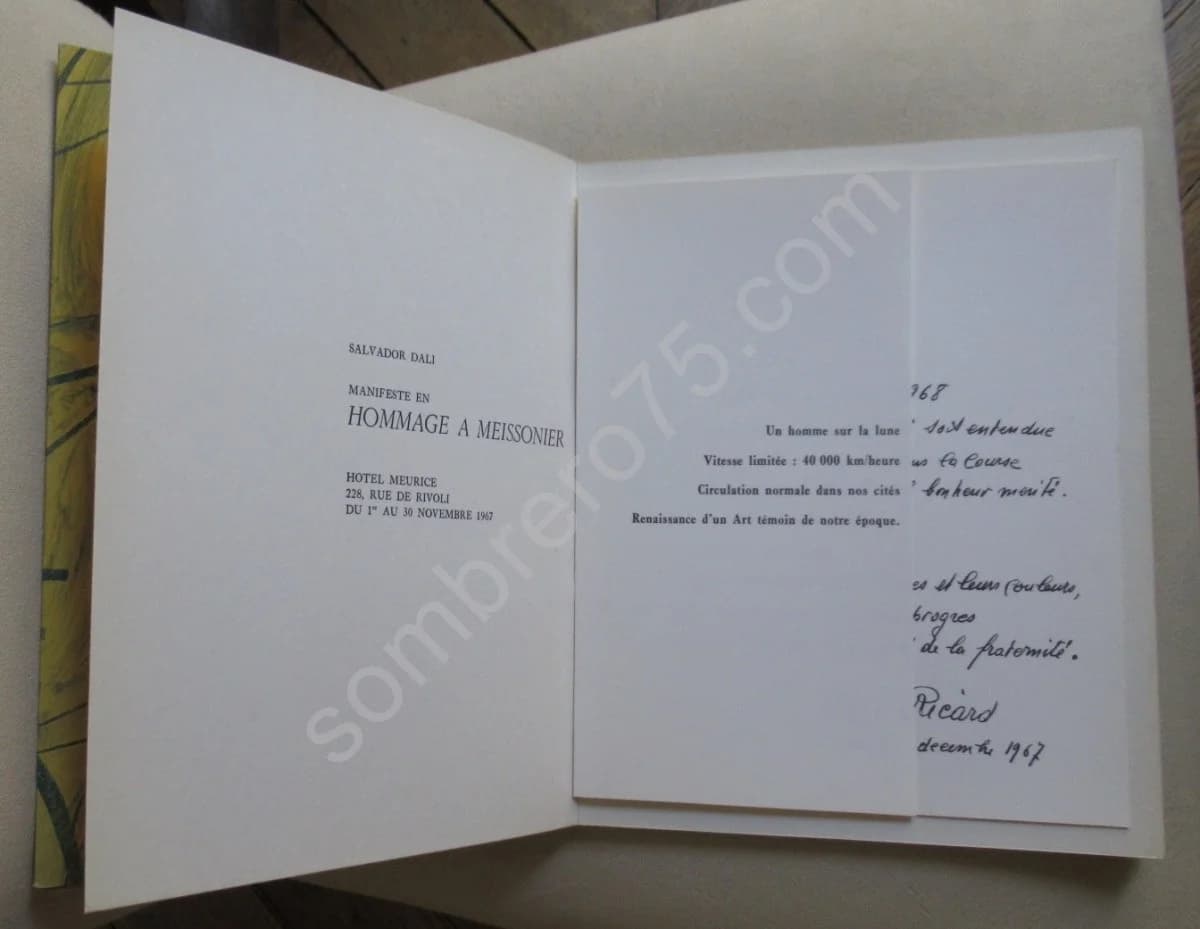 SALVADOR DALI
MANIFESTE EN
HOMMAGE A MEISSONIER
HOTEL MEURICE
228, RUE DE RIVOLI
DU 1er AU 30 NOVEMBRE 1967
Un homme sur la lune
Vitesse limitée : 40 000 km/heure
Circulation normale dans nos cités
Renaissance d'un Art témoin de notre époque.
968
soit entendue
la course
bonheur mérité.
et leurs couleurs,
de la fraternité.
Ricard
decembre 1967
sombrero75.com